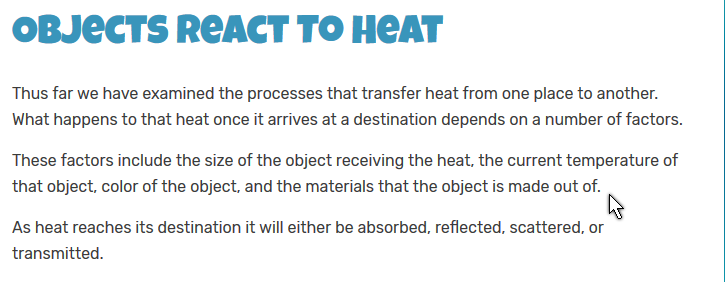 OBJECTS REACT TO HEAT
Thus far we have examined the processes that transfer heat from one place to another.
What happens to that heat once it arrives at a destination depends on a number of factors.
These factors include the size of the object receiving the heat, the current temperature of
that object, color of the object, and the materials that the object is made out of.
As heat reaches its destination it will either be absorbed, reflected, scattered, or
transmitted.